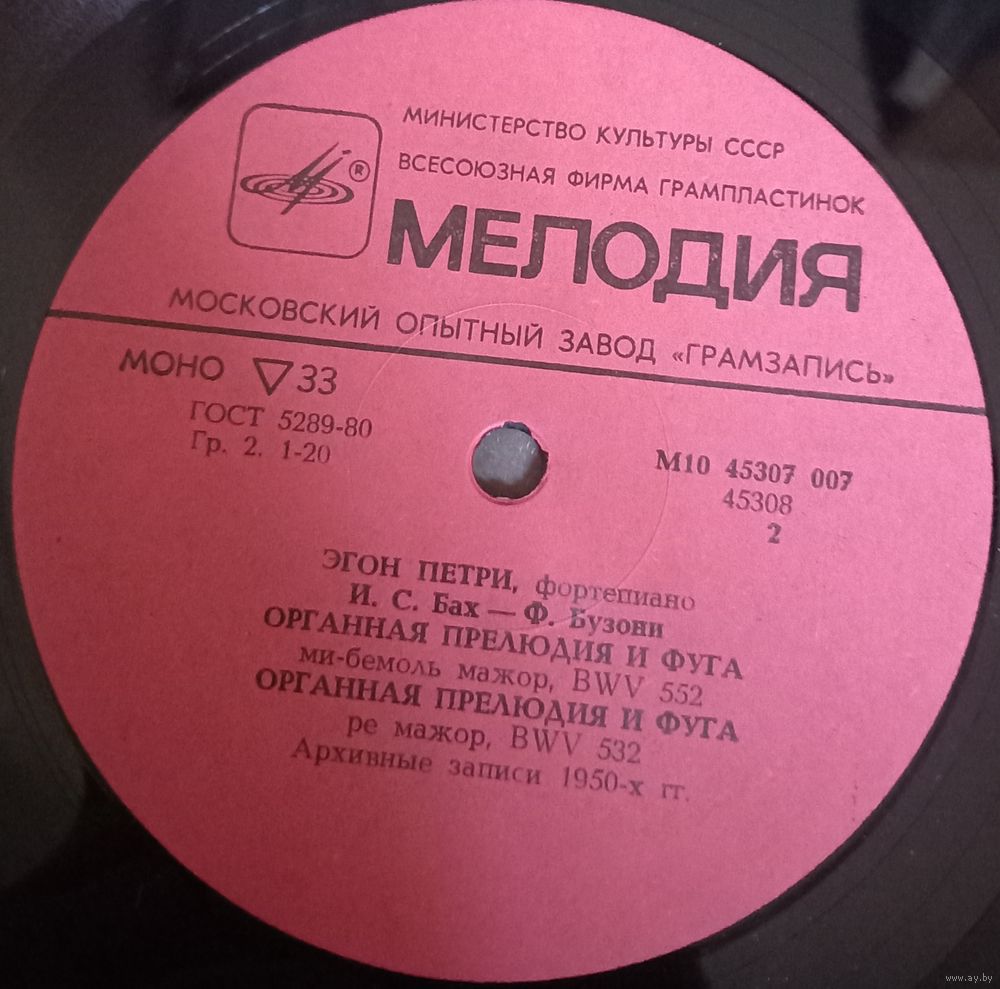 МИНИСТЕРСТВО КУЛЬТУРЫ СССР
ВСЕСОЮЗНАЯ ФИРМА ГРАМПЛАСТИНОК
®
МЕЛОДИЯ
МОСКОВСКИЙ ОПЫТНЫЙ ЗАВОД «ГРАМЗАПИСЬ»
МОНО ▽ 33
ГОСТ 5289-80
Гр. 2. 1-20
М10 45307 007
45308
2
ЭГОН ПЕТРИ, фортепиано
И. С. Бах — Ф. Бузони
ОРГАННАЯ ПРЕЛЮДИЯ И ФУГА
ми-бемоль мажор, BWV 552
ОРГАННАЯ ПРЕЛЮДИЯ И ФУГА
ре мажор, BWV 532
Архивные записи 1950-х гг.
www.ay.by